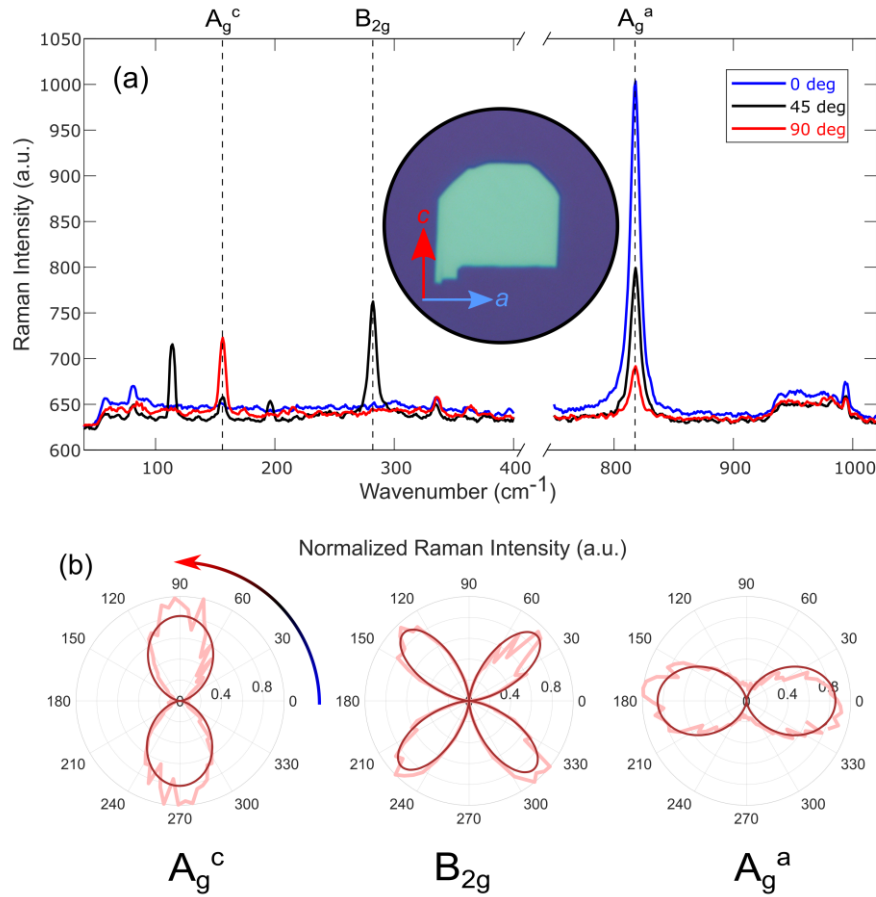 A_g^c B_2g A_g^a
(a)
0 deg
45 deg
90 deg
1050
1000
950
900
850
800
750
700
650
600
Raman Intensity (a.u.)
c
a
100 200 300 400 800 900 1000
Wavenumber (cm^-1)
(b)
Normalized Raman Intensity (a.u.)
90
120 60
150 30
180 0 0.4 0.8 0
210 330
240 300
270
90
120 60
150 30
180 0.4 0.8 0
210 330
240 300
270
90
120 60
150 30
180 0 0.4 0.8 0
210 330
240 300
270
A_g^c B_2g A_g^a